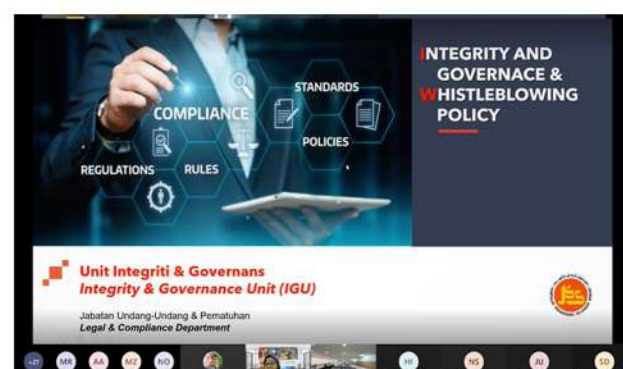 INTEGRITY AND
GOVERNACE &
WHISTLEBLOWING
POLICY
STANDARDS
COMPLIANCE
POLICIES
REGULATIONS
RULES
Unit Integriti & Governans
Integrity & Governance Unit (IGU)
Jabatan Undang-Undang & Pematuhan
Legal & Compliance Department
+27 MR AA MZ NO HI NS JU SD